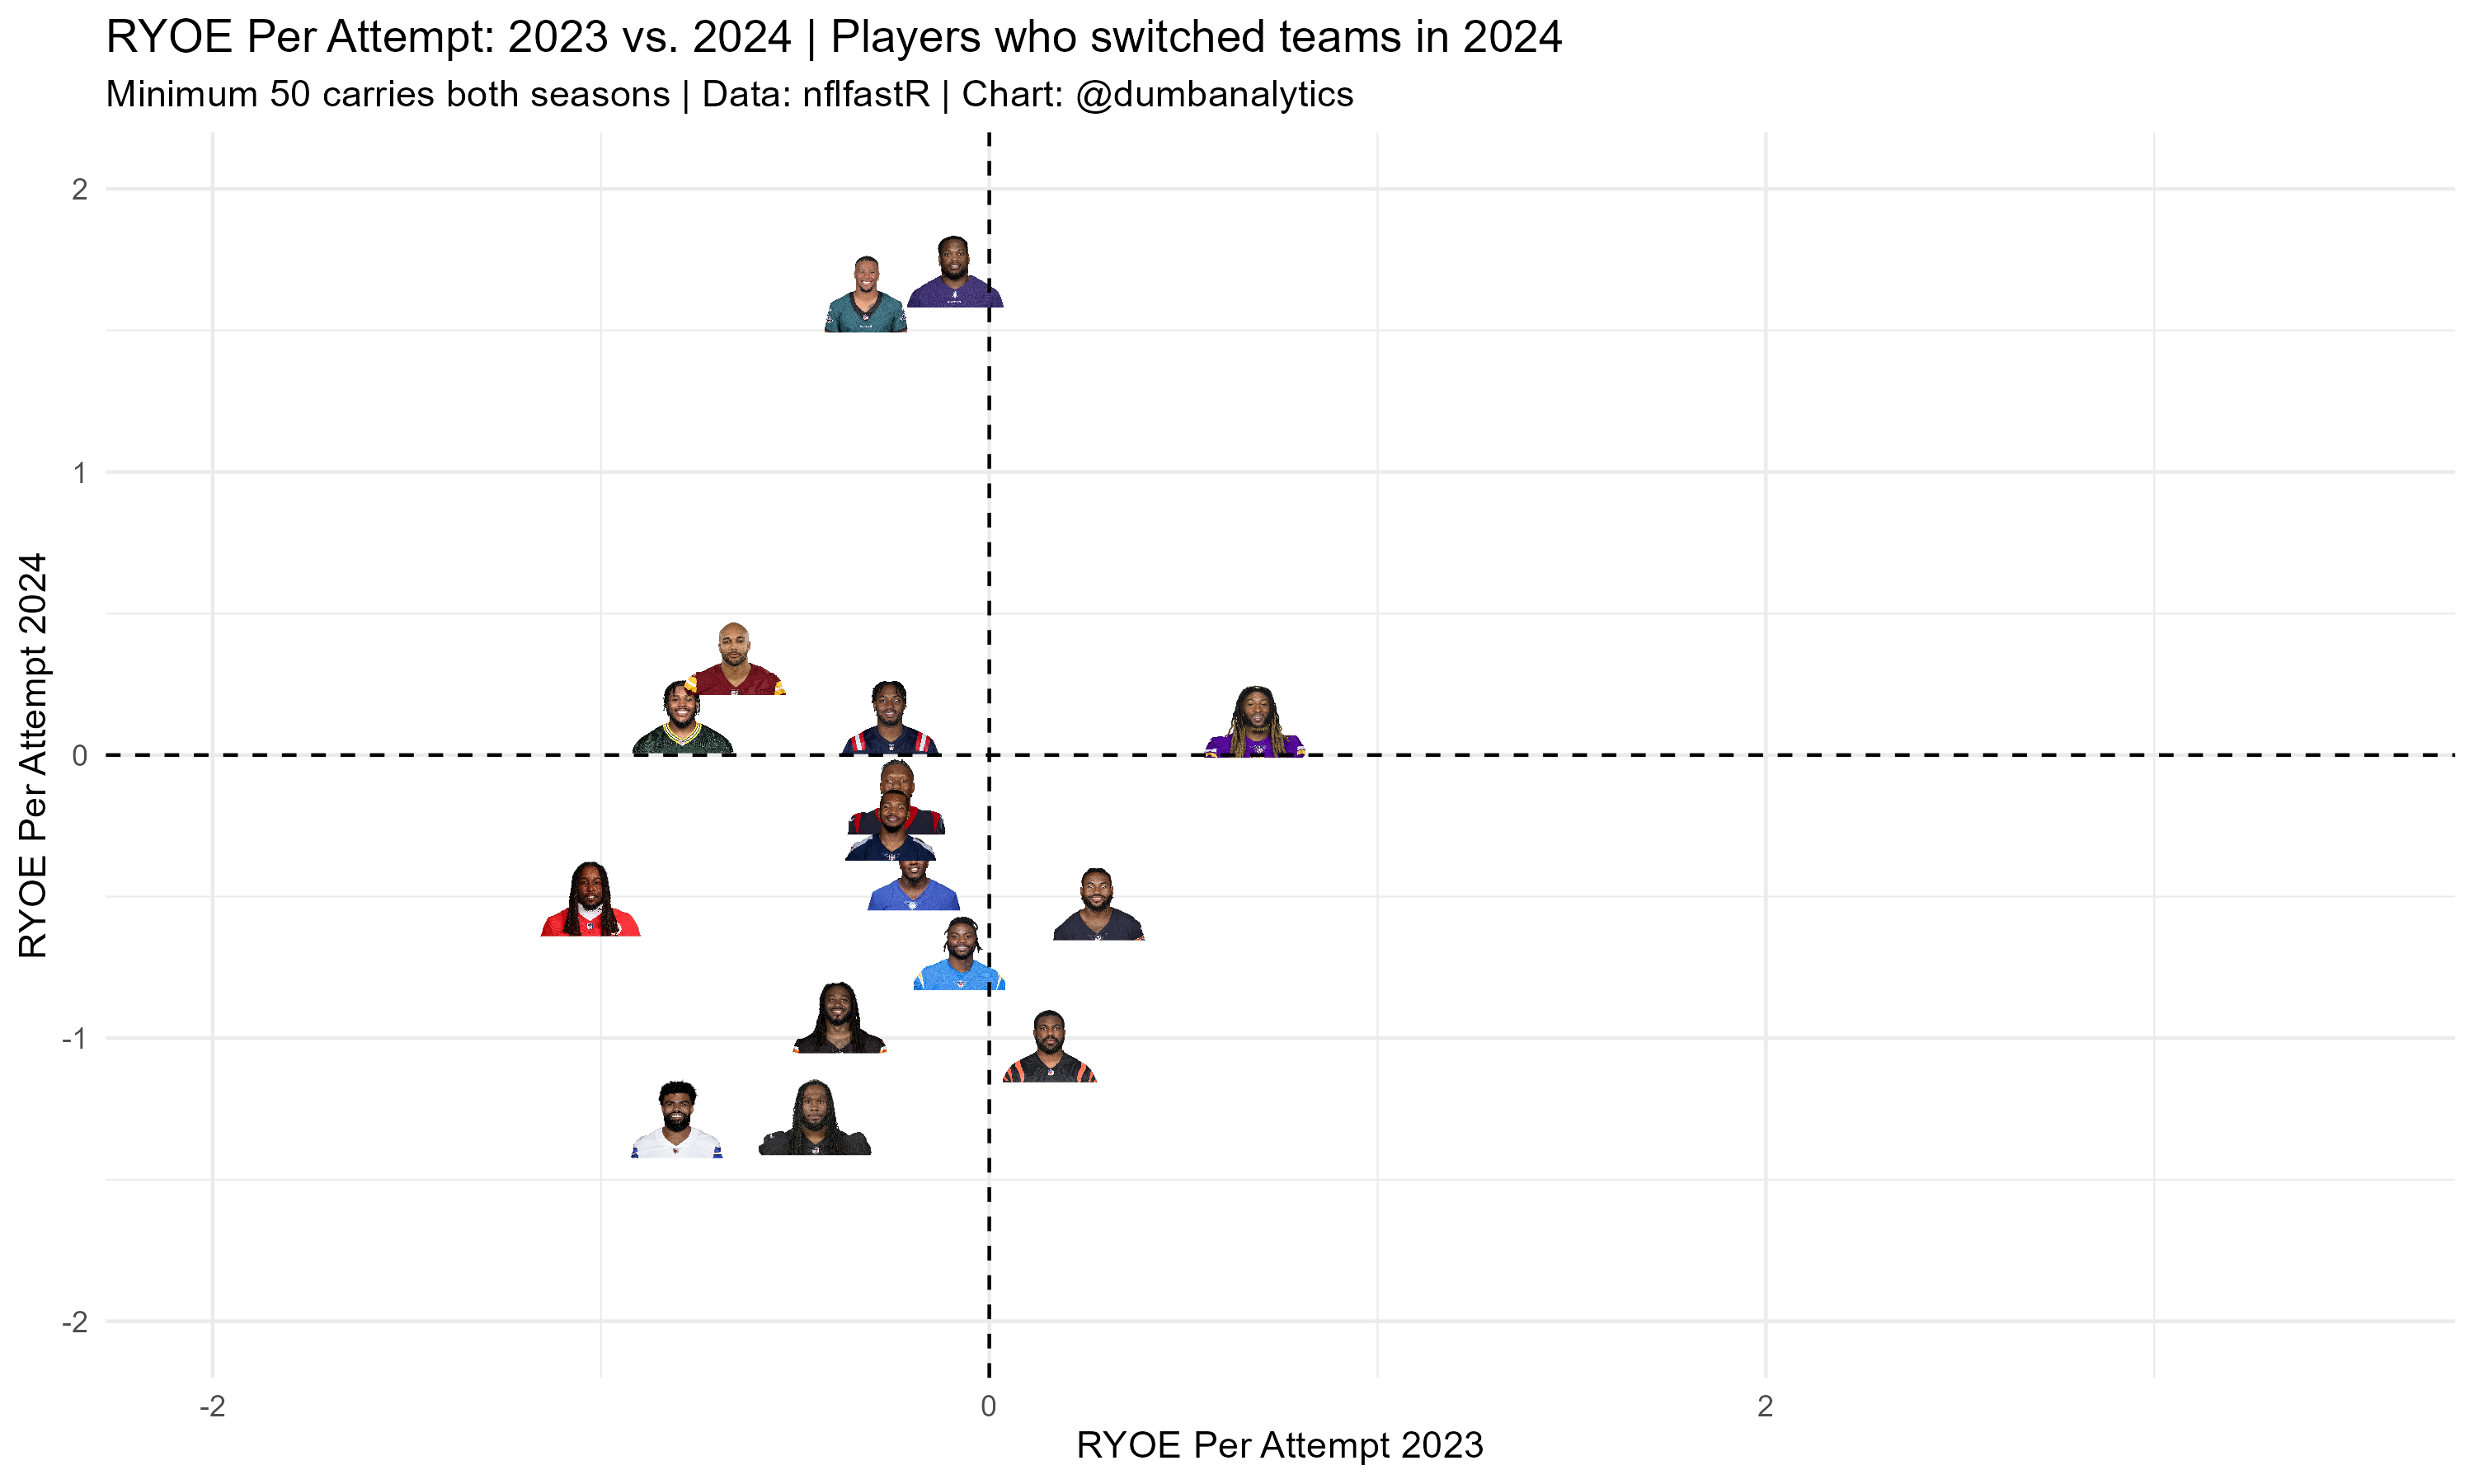 RYOE Per Attempt: 2023 vs. 2024 | Players who switched teams in 2024
Minimum 50 carries both seasons | Data: nflfastR | Chart: @dumbanalytics
RYOE Per Attempt 2024
2
1
0
-1
-2
-2
0
2
RYOE Per Attempt 2023